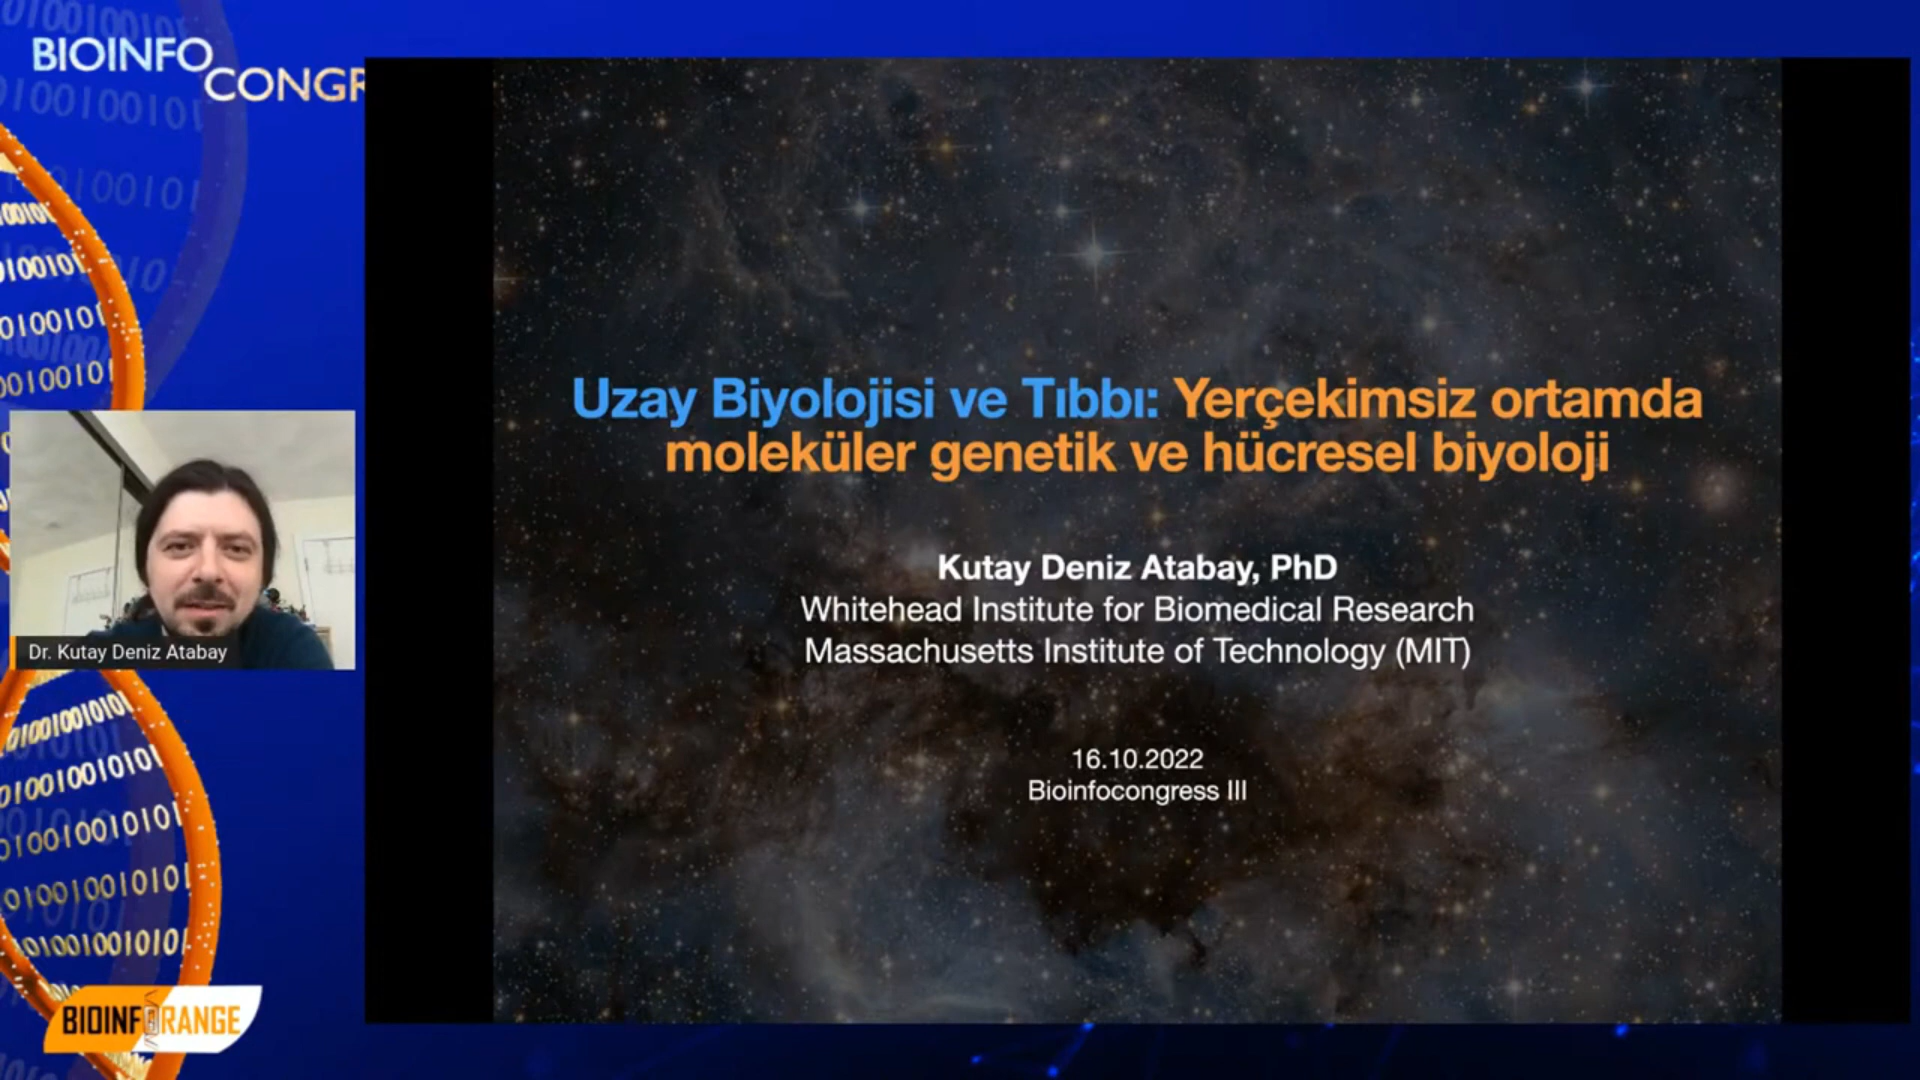 BIOINFO
CONGR
Uzay Biyolojisi ve Tıbbı: Yerçekimsiz ortamda
moleküler genetik ve hücresel biyoloji
Kutay Deniz Atabay, PhD
Whitehead Institute for Biomedical Research
Massachusetts Institute of Technology (MIT)
16.10.2022
Bioinfocongress III
Dr. Kutay Deniz Atabay
BIOINFORANGE